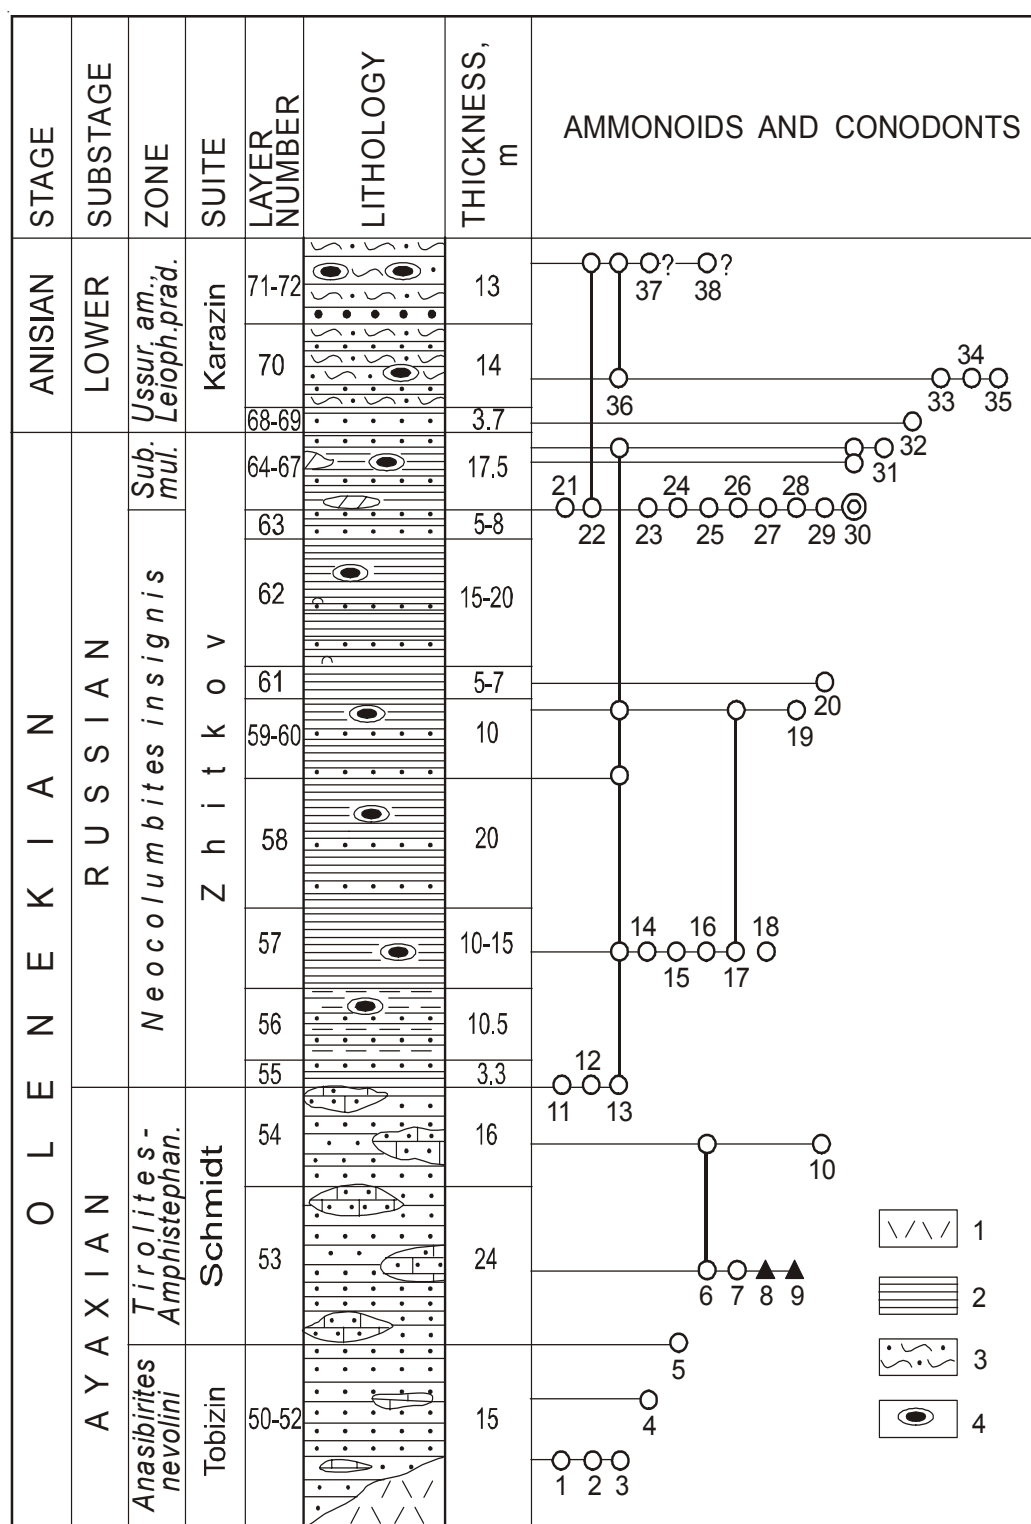 STAGE
SUBSTAGE
ZONE
SUITE
LAYER
NUMBER
LITHOLOGY
THICKNESS,
m
AMMONOIDS AND CONODONTS
ANISIAN
LOWER
Ussur. am.,
Leioph.prad.
Karazin
71-72
13
37
?
38
?
70
14
36
33
34
35
68-69
3.7
32
OLENEKIAN
RUSSIAN
Sub.
mul.
Zhitkov
64-67
17.5
31
21
22
23
24
25
26
27
28
29
30
63
5-8
Neocolumbites insignis
62
15-20
61
5-7
20
59-60
10
19
58
20
57
10-15
14
15
16
17
18
56
10.5
55
3,3
11
12
13
AYAXIAN
Tirolites-
Amphistephan.
Schmidt
54
16
10
53
24
6
7
8
9
Anasibirites
nevolini
Tobizin
50-52
15
5
4
1
2
3
1
2
3
4